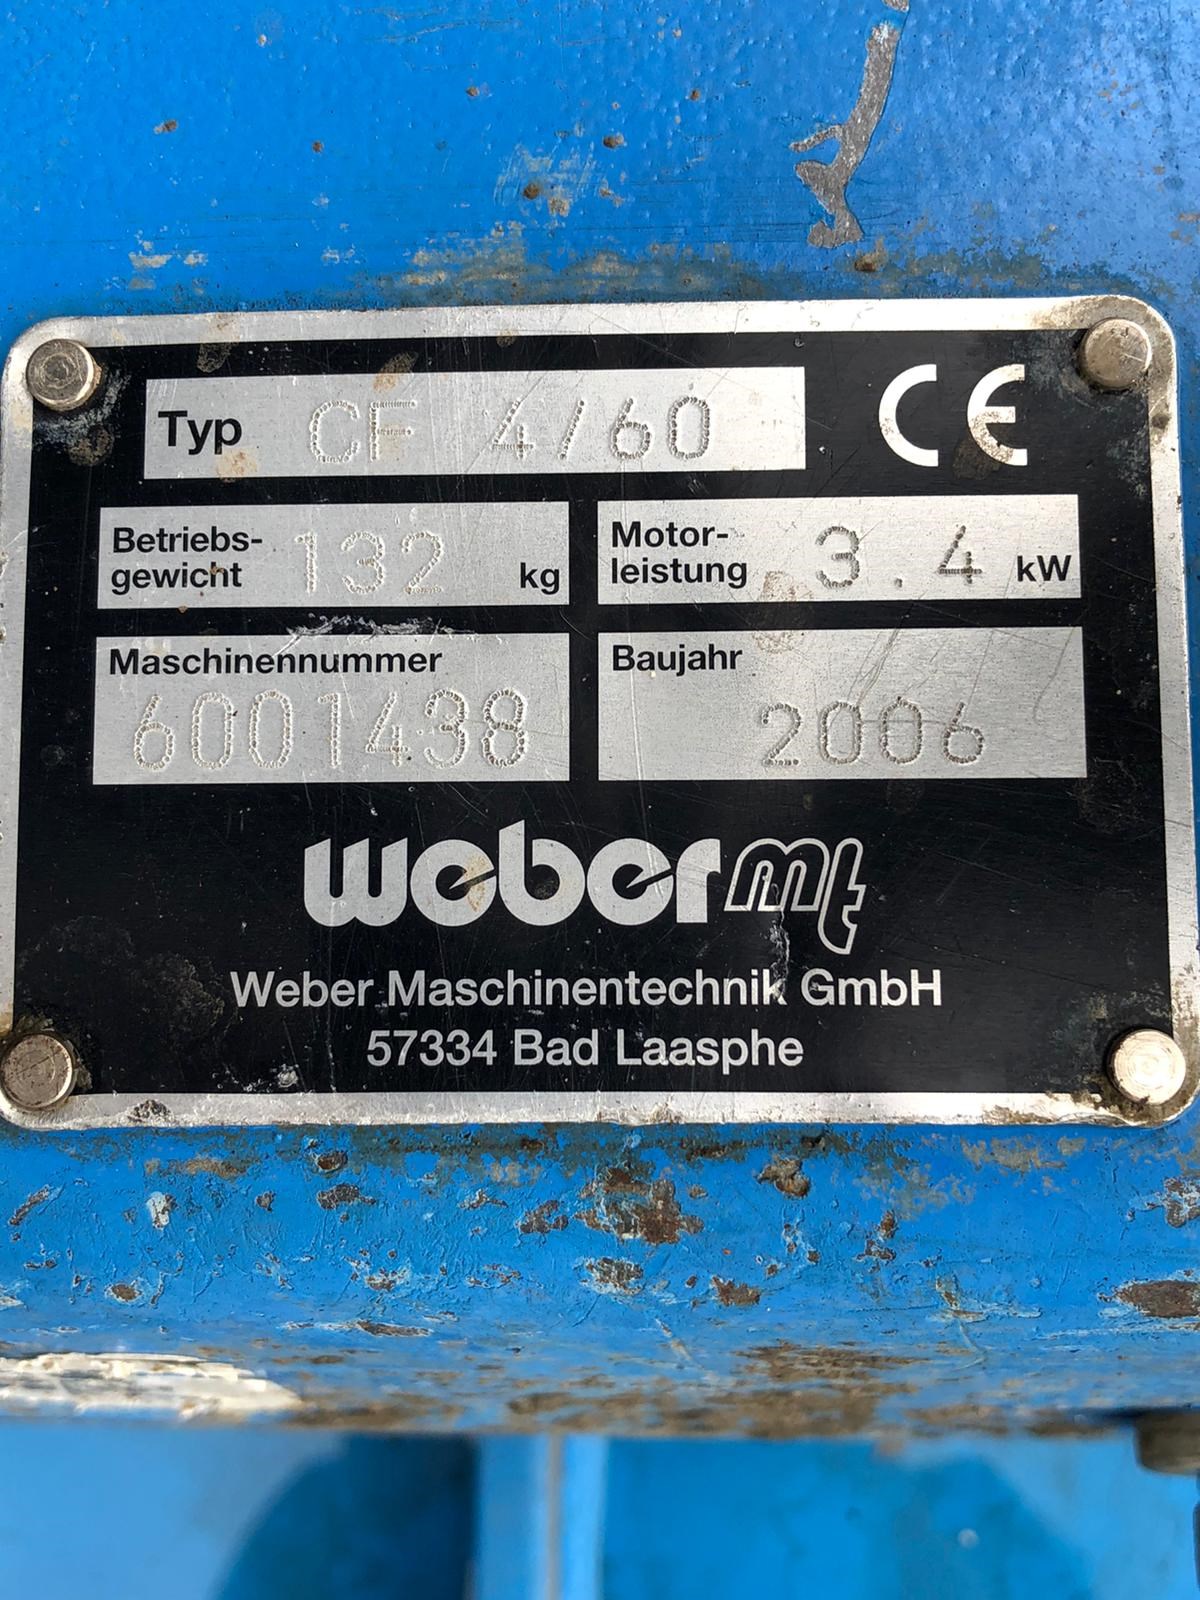 Typ CF 4/60 CE
Betriebs-
gewicht 132 kg
Motor-
leistung 3.4 kW
Maschinennummer
6001438
Baujahr
2006
weber mt
Weber Maschinentechnik GmbH
57334 Bad Laasphe